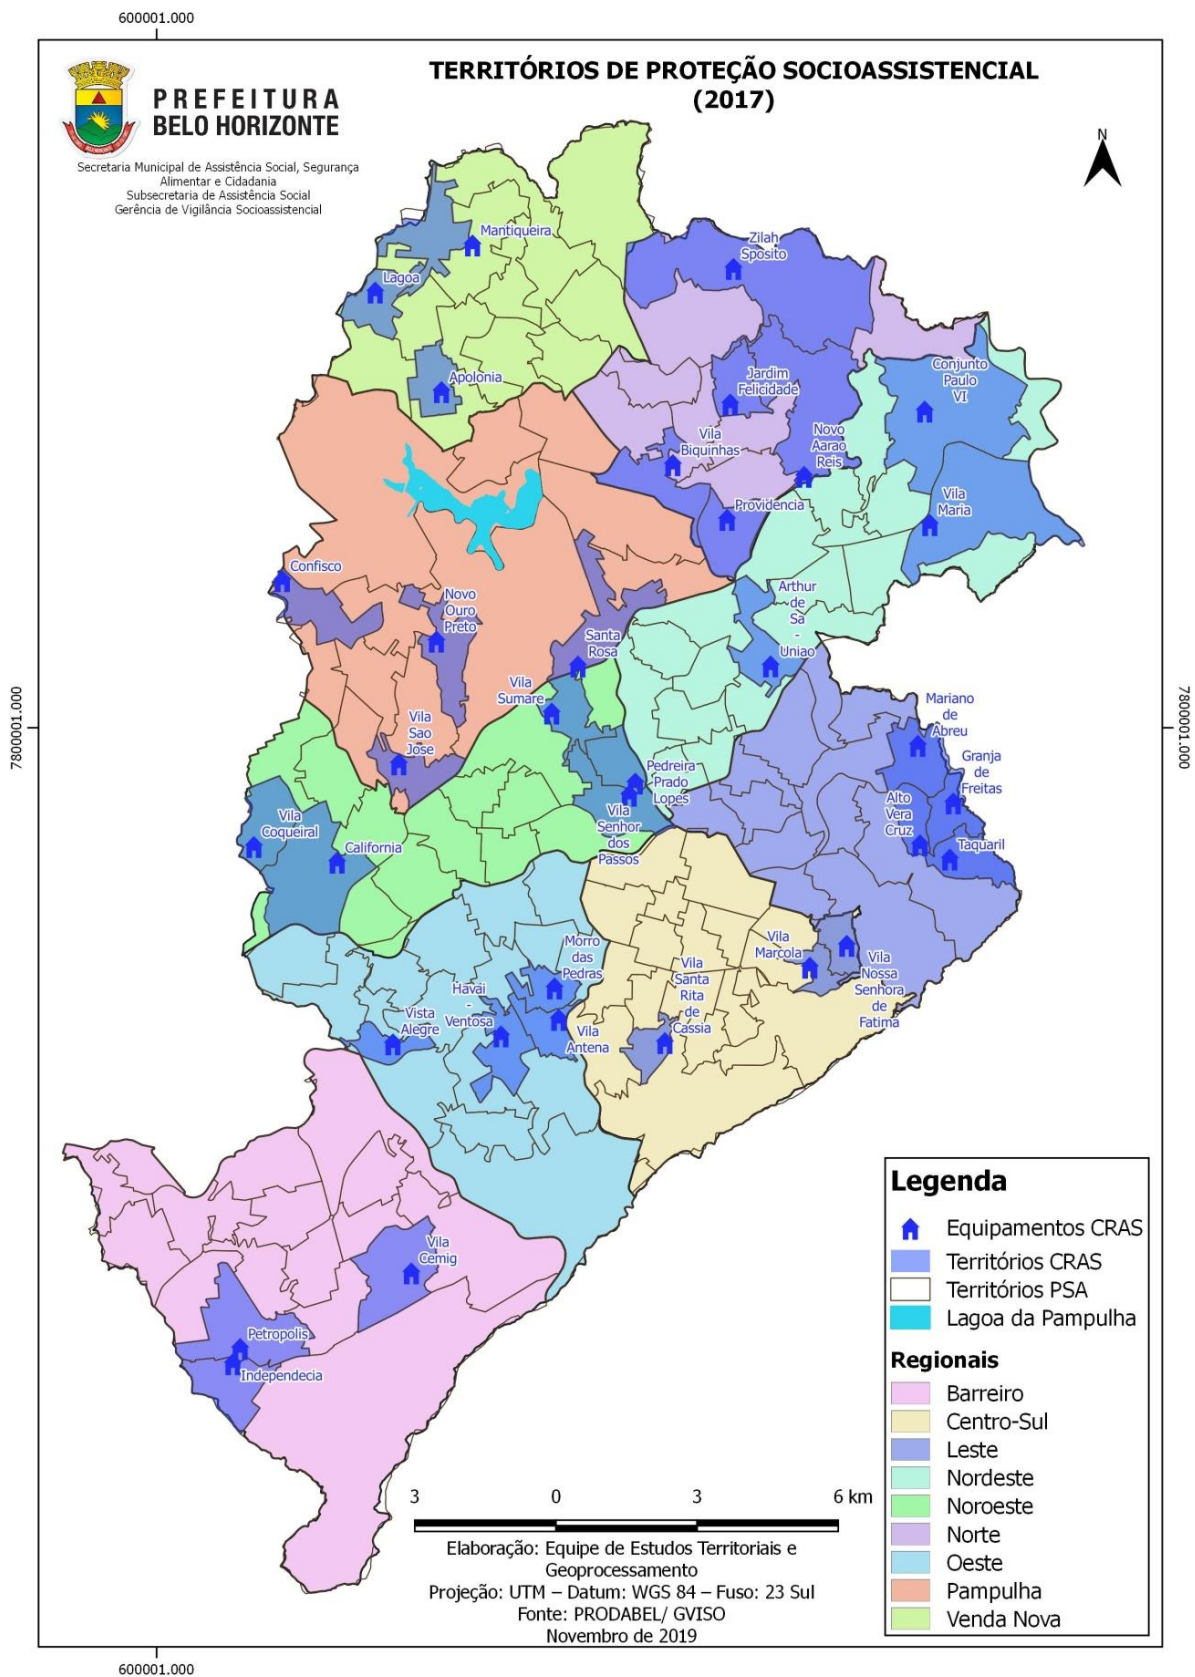 600001.000
PREFEITURA
BELO HORIZONTE
Secretaria Municipal de Assistência Social, Segurança
Alimentar e Cidadania
Subsecretaria de Assistência Social
Gerência de Vigilância Socioassistencial
TERRITÓRIOS DE PROTEÇÃO SOCIOASSISTENCIAL
(2017)
N
Mantiqueira
Lagoa
Apolonia
Zilah
Sposito
Jardim
Felicidade
Conjunto
Paulo
VI
Vila
Biquinhas
Novo
Aarao
Reis
Providencia
Vila
Maria
Confisco
Novo
Ouro
Preto
Arthur
de
Sa
-
Uniao
Santa
Rosa
Vila
Sumare
Vila
Sao
Jose
Mariano
de
Abreu
Granja
de
Freitas
7800001.000
7800001.000
Pedreira
Prado
Lopes
Vila
Senhor
dos
Passos
Alto
Vera
Cruz
Taquaril
Vila
Coqueiral
California
Morro
das
Pedras
Vila
Marcola
Vila
Nossa
Senhora
de
Fatima
Vila
Santa
Rita
de
Cassia
Havai
-
Ventosa
Vista
Alegre
Vila
Antena
Vila
Cemig
Petropolis
Independecia
Legenda
Equipamentos CRAS
Territórios CRAS
Territórios PSA
Lagoa da Pampulha
Regionais
Barreiro
Centro-Sul
Leste
Nordeste
Noroeste
Norte
Oeste
Pampulha
Venda Nova
3 0 3 6 km
Elaboração: Equipe de Estudos Territoriais e
Geoprocessamento
Projeção: UTM – Datum: WGS 84 – Fuso: 23 Sul
Fonte: PRODABEL/ GVISO
Novembro de 2019
600001.000